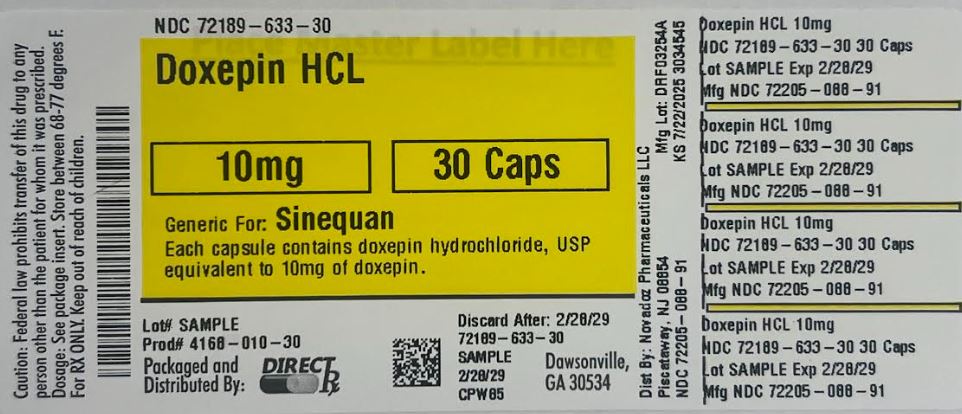 Caution: Federal law prohibits transfer of this drug to any
person other than the patient for whom it was prescribed.
Dosage: See package insert. Store between 68-77 degrees F.
For RX ONLY. Keep out of reach of children.
NDC 72189-633-30
Place Master Label Here
Doxepin HCL
10mg
30 Caps
Generic For: Sinequan
Each capsule contains doxepin hydrochloride, USP
equivalent to 10mg of doxepin.
Lot# SAMPLE
Prod# 4168-010-30
Packaged and
Distributed By:
DIRECT Rx
Discard After: 2/28/29
72189-633-30
SAMPLE
2/28/29
CPW85
Dawsonville,
GA 30534
Dist By: Novadoz Pharmaceuticals LLC
Piscataway, NJ 08854
NDC 72205-088-91
Mfg Lot: DRF03254A
KS 7/22/2025 3034545
Doxepin HCL 10mg
NDC 72189-633-30 30 Caps
Lot SAMPLE Exp 2/28/29
Mfg NDC 72205-088-91
Doxepin HCL 10mg
NDC 72189-633-30 30 Caps
Lot SAMPLE Exp 2/28/29
Mfg NDC 72205-088-91
Doxepin HCL 10mg
NDC 72189-633-30 30 Caps
Lot SAMPLE Exp 2/28/29
Mfg NDC 72205-088-91
Doxepin HCL 10mg
NDC 72189-633-30 30 Caps
Lot SAMPLE Exp 2/28/29
Mfg NDC 72205-088-91